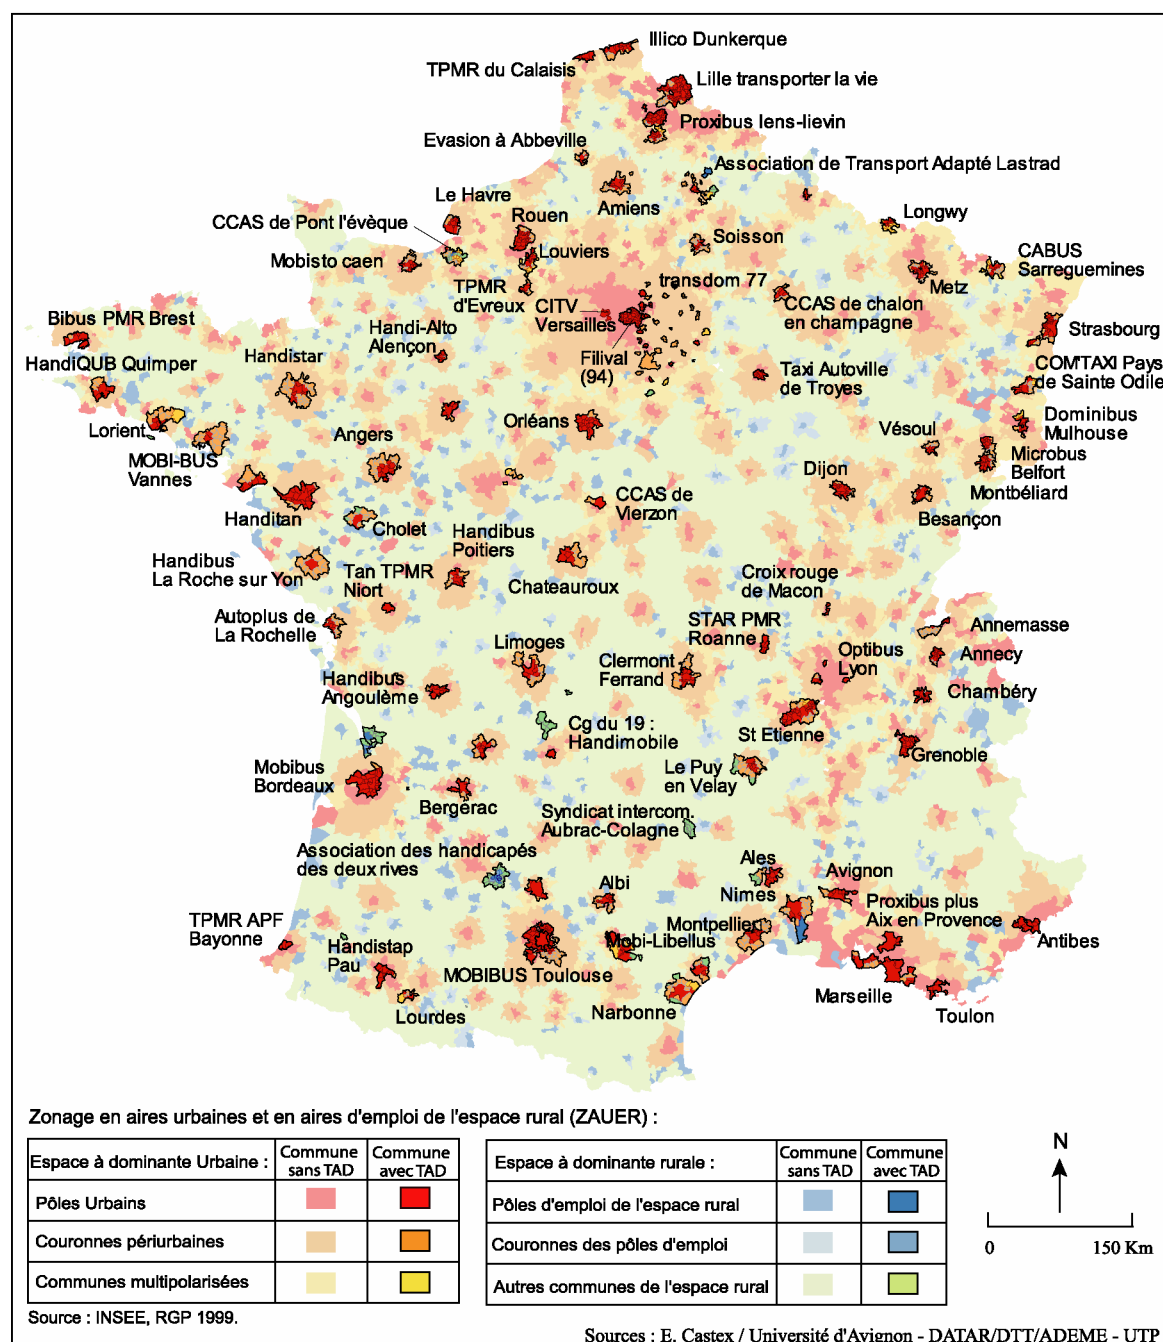 Illico Dunkerque
TPMR du Calaisis
Lille transporter la vie
Proxibus lens-lievin
Evasion à Abbeville
Association de Transport Adapté Lastrad
Le Havre
Amiens
Longwy
CCAS de Pont l'évèque
Rouen
Soisson
Louviers
CABUS
Sarreguemines
Mobisto caen
Metz
TPMR
d'Evreux
transdom 77
CITV
Versailles
CCAS de chalon
en champagne
Bibus PMR Brest
Handi-Alto
Alençon
Strasbourg
Handistar
Filival
(94)
Taxi Autoville
de Troyes
COM'TAXI Pays
de Sainte Odile
HandiQUB Quimper
Lorient
Orléans
Dominibus
Mulhouse
Angers
Vésoul
MOBI-BUS
Vannes
Microbus
Belfort
Dijon
Montbéliard
CCAS de
Vierzon
Besançon
Handitan
Cholet
Handibus
Poitiers
Handibus
La Roche sur Yon
Tan TPMR
Niort
Chateauroux
Croix rouge
de Macon
Autoplus de
La Rochelle
STAR PMR
Roanne
Annemasse
Limoges
Clermont
Ferrand
Optibus
Lyon
Annecy
Handibus
Angoulème
Chambéry
Cg du 19 :
Handimobile
St Etienne
Grenoble
Mobibus
Bordeaux
Le Puy
en Velay
Bergerac
Syndicat intercom.
Aubrac-Colagne
Association des handicapés
des deux rives
Ales
Avignon
Albi
Nimes
Proxibus plus
Aix en Provence
TPMR APF
Bayonne
Montpellier
Antibes
Handistap
Pau
Mobi-Libellus
MOBIBUS Toulouse
Marseille
Lourdes
Narbonne
Toulon
Zonage en aires urbaines et en aires d'emploi de l'espace rural (ZAUER) :
Espace à dominante Urbaine :
Commune
sans TAD
Commune
avec TAD
Pôles Urbains
Couronnes périurbaines
Communes multipolarisées
Espace à dominante rurale :
Commune
sans TAD
Commune
avec TAD
Pôles d'emploi de l'espace rural
Couronnes des pôles d'emploi
Autres communes de l'espace rural
N
0 150 Km
Source : INSEE, RGP 1999.
Sources : E. Castex / Université d'Avignon - DATAR/DTT/ADEME - UTP